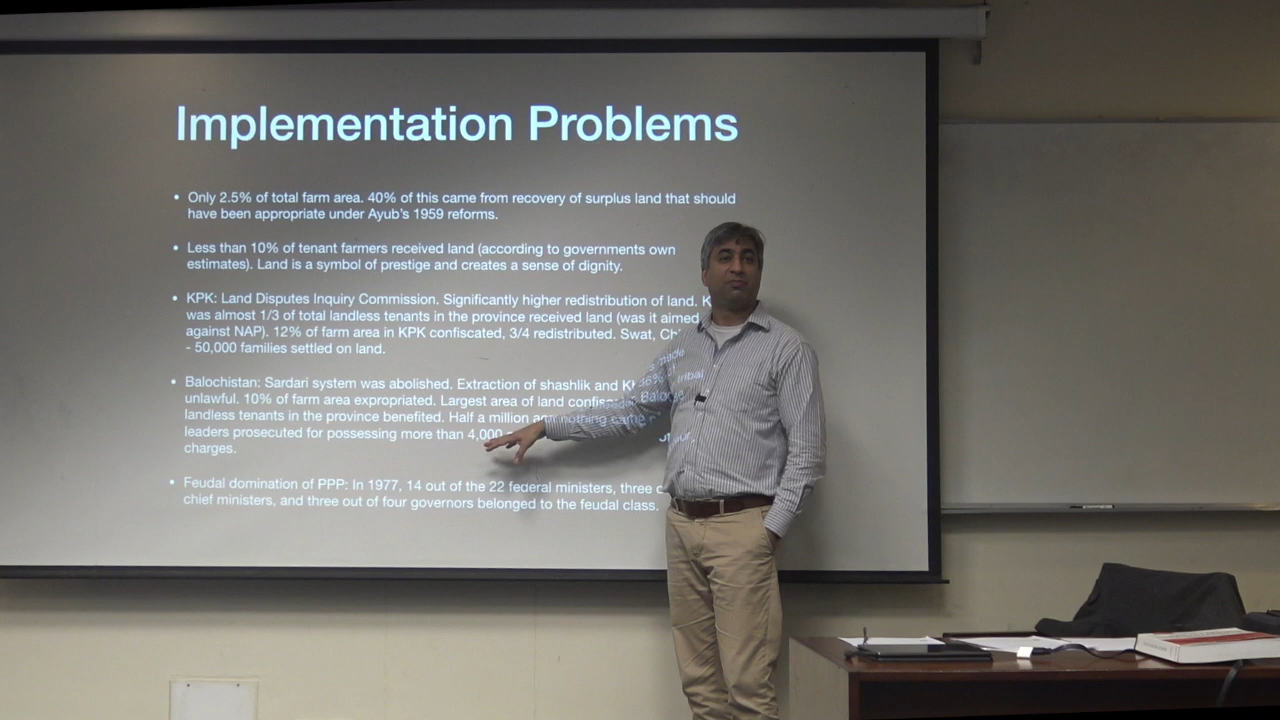 Implementation Problems
• Only 2.5% of total farm area. 40% of this came from recovery of surplus land that should
have been appropriate under Ayub's 1959 reforms.
• Less than 10% of tenant farmers received land (according to governments own
estimates). Land is a symbol of prestige and creates a sense of dignity.
• KPK: Land Disputes Inquiry Commission. Significantly higher redistribution of land.
was almost 1/3 of total landless tenants in the province received land (was it aimed
against NAP). 12% of farm area in KPK confiscated, 3/4 redistributed. Swat,
- 50,000 families settled on land.
• Balochistan: Sardari system was abolished. Extraction of shashlik and made
unlawful. 10% of farm area expropriated. Largest area of land tribal
landless tenants in the province benefited. Half a million nothing came
leaders prosecuted for possessing more than 4,000
charges.
• Feudal domination of PPP: In 1977, 14 out of the 22 federal ministers, three
chief ministers, and three out of four governors belonged to the feudal class.